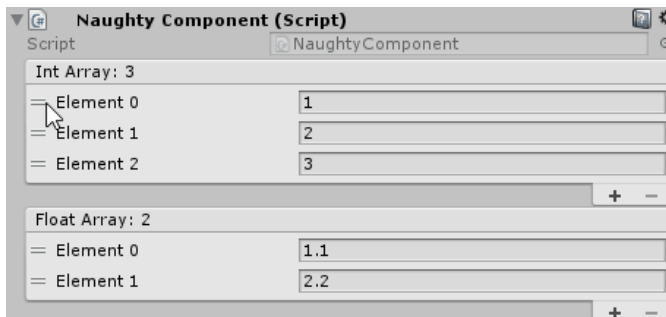 Naughty Component (Script)
Script NaughtyComponent
Int Array: 3
Element 0 1
Element 1 2
Element 2 3
+ −
Float Array: 2
Element 0 1.1
Element 1 2.2
+ −